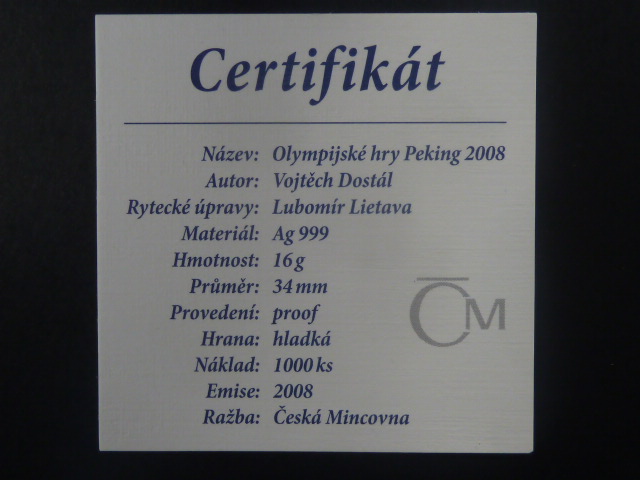 Certifikát
Název: Olympijské hry Peking 2008
Autor: Vojtěch Dostál
Rytecké úpravy: Lubomír Lietava
Materiál: Ag 999
Hmotnost: 16 g
Průměr: 34 mm
Provedení: proof
Hrana: hladká
Náklad: 1000 ks
Emise: 2008
Ražba: Česká Mincovna
ČM